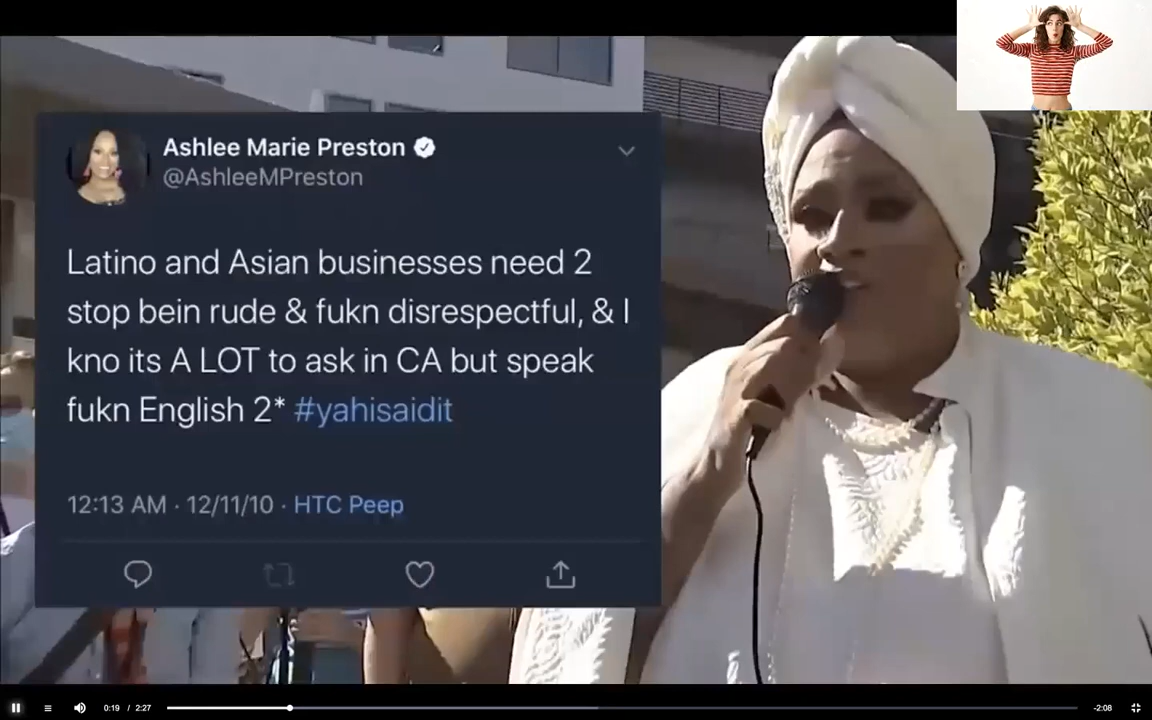 Ashlee Marie Preston
@AshleeMPreston
Latino and Asian businesses need 2
stop bein rude & fukn disrespectful, & I
kno its A LOT to ask in CA but speak
fukn English 2* #yahisaidit
12:13 AM · 12/11/10 · HTC Peep
0:19 / 2:27
-2:08